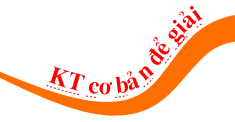 KT cơ bản để giải